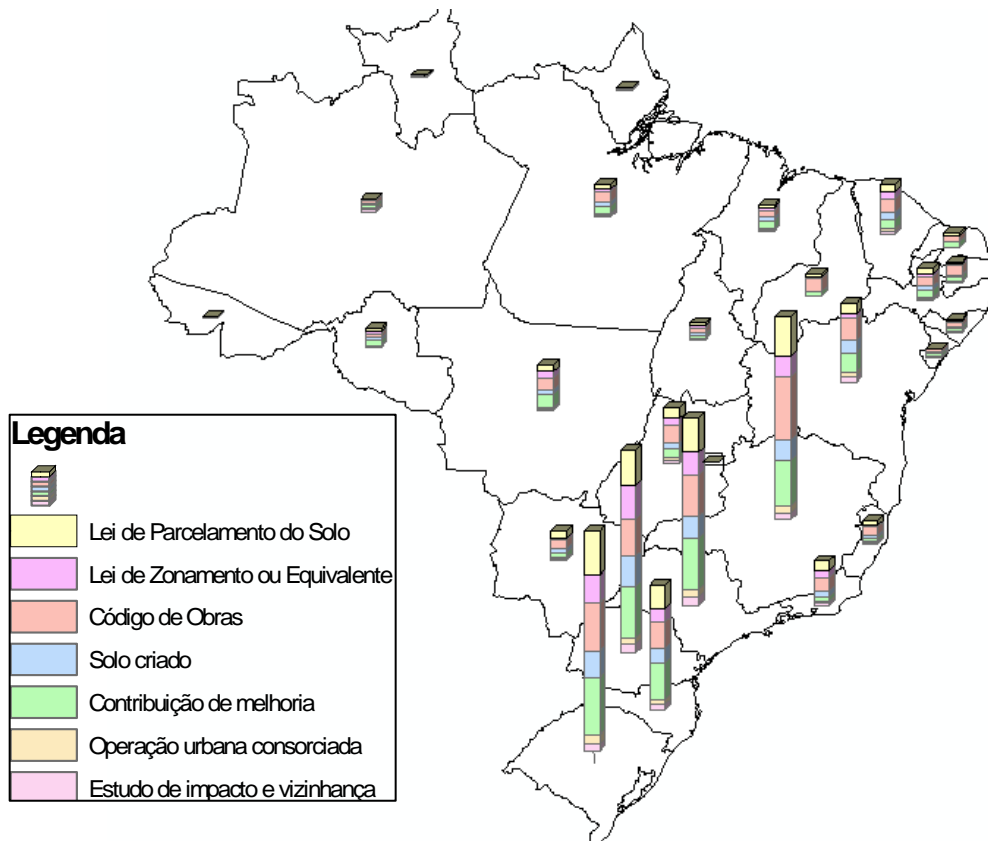 Legenda
Lei de Parcelamento do Solo
Lei de Zonamento ou Equivalente
Código de Obras
Solo criado
Contribuição de melhoria
Operação urbana consorciada
Estudo de impacto e vizinhança